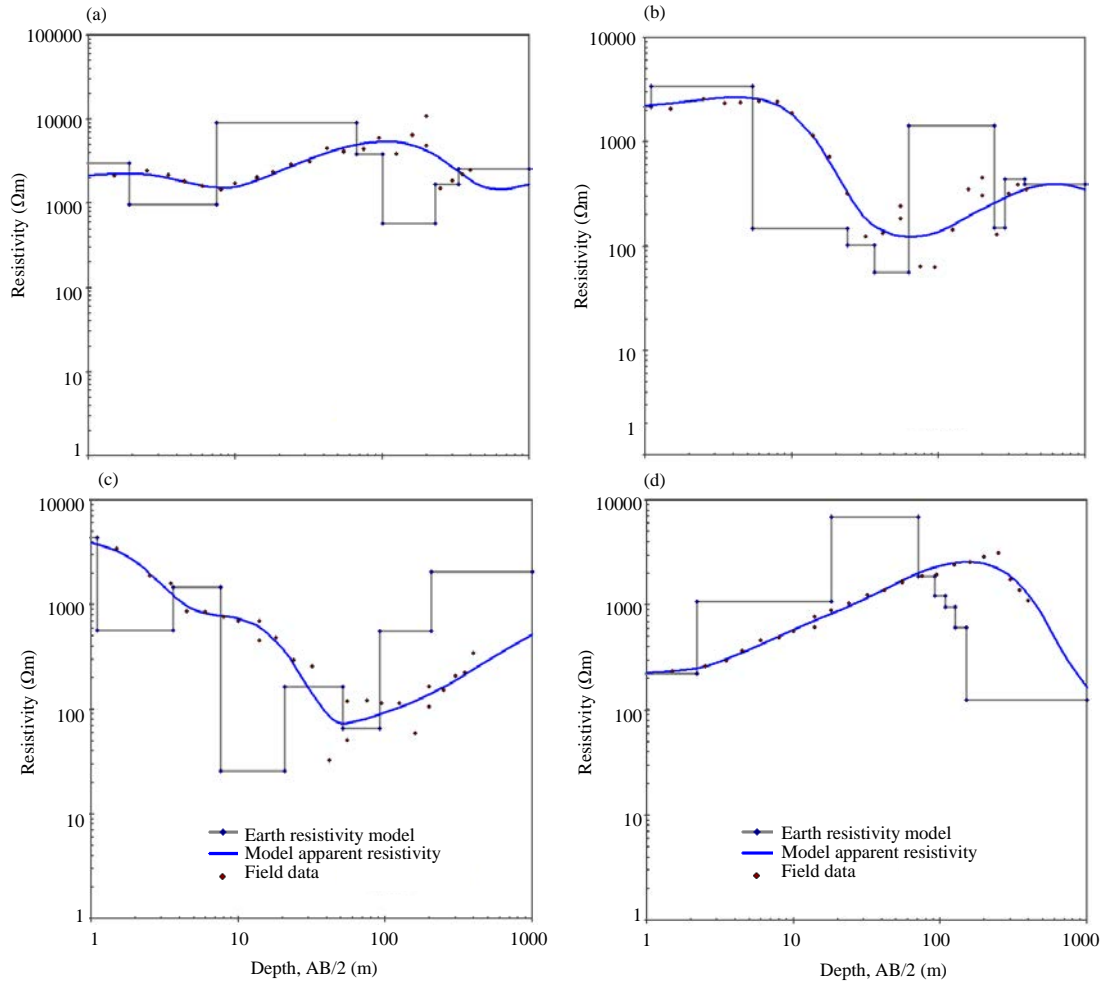 (a)
100000
10000
1000
100
10
1
Resistivity (Ωm)
(b)
10000
1000
100
10
1
Resistivity (Ωm)
(c)
10000
1000
100
10
1
Resistivity (Ωm)
Earth resistivity model
Model apparent resistivity
Field data
1 10 100 1000
Depth, AB/2 (m)
(d)
10000
1000
100
10
1
Resistivity (Ωm)
Earth resistivity model
Model apparent resistivity
Field data
1 10 100 1000
Depth, AB/2 (m)